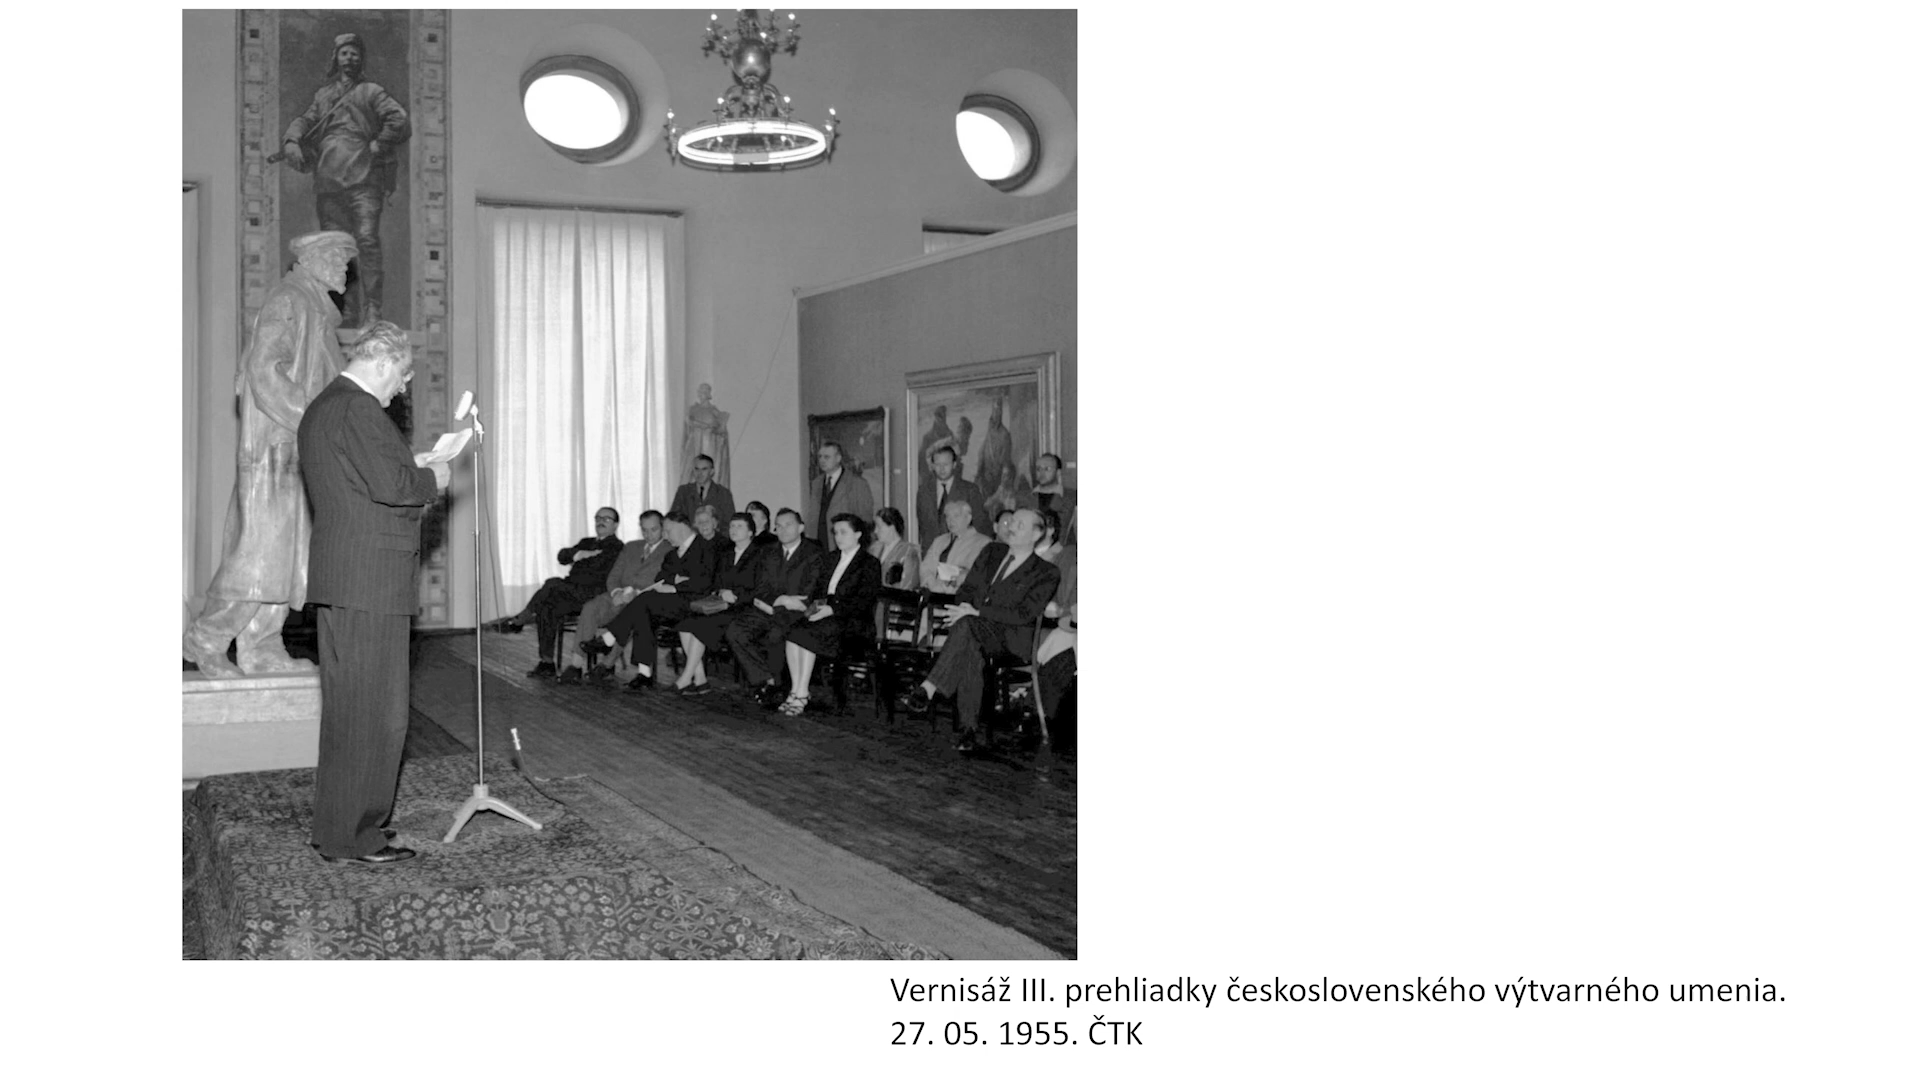 Vernisáž III. prehliadky československého výtvarného umenia.
27. 05. 1955. ČTK